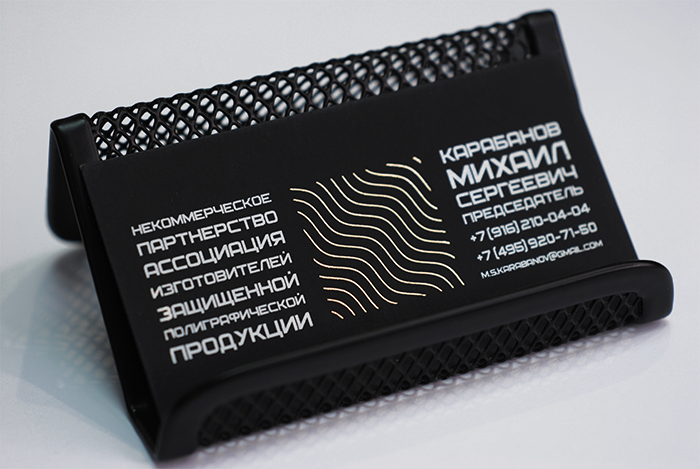 НЕКОММЕРЧЕСКОЕ
ПАРТНЕРСТВО
АССОЦИАЦИЯ
ИЗГОТОВИТЕЛЕЙ
ЗАЩИЩЕННОЙ
ПОЛИГРАФИЧЕСКОЙ
ПРОДУКЦИИ
КАРАБАНОВ
МИХАИЛ
СЕРГЕЕВИЧ
ПРЕДСЕДАТЕЛЬ
+7 (916) 210-04-04
+7 (495) 920-71-50
M.S.KARABANOV@GMAIL.COM